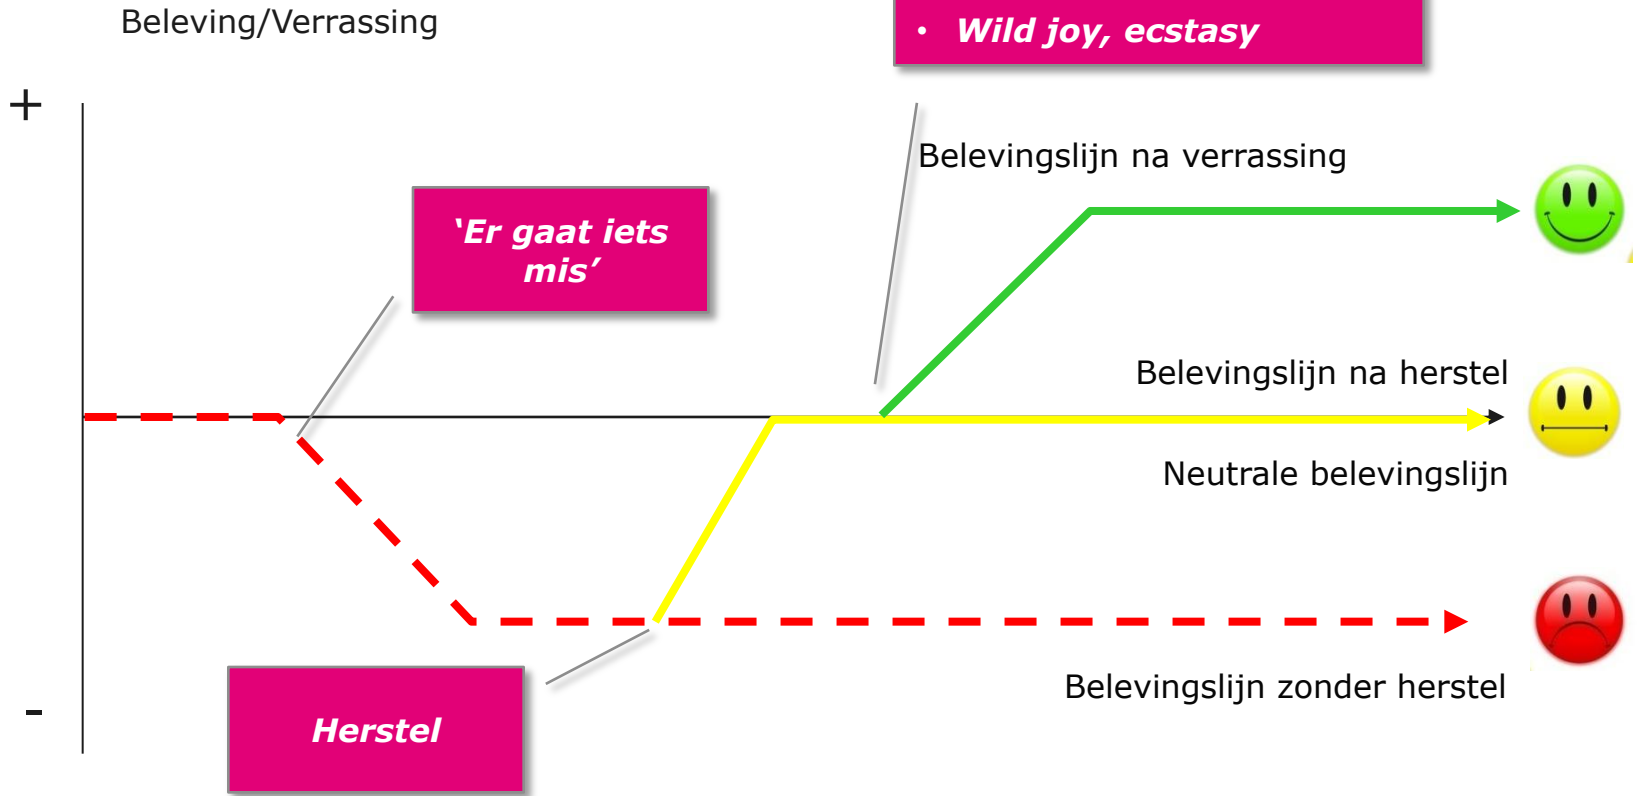 Beleving/Verrassing
• Wild joy, ecstasy
+
Belevingslijn na verrassing
‘Er gaat iets
mis’
Belevingslijn na herstel
Neutrale belevingslijn
Belevingslijn zonder herstel
-
Herstel